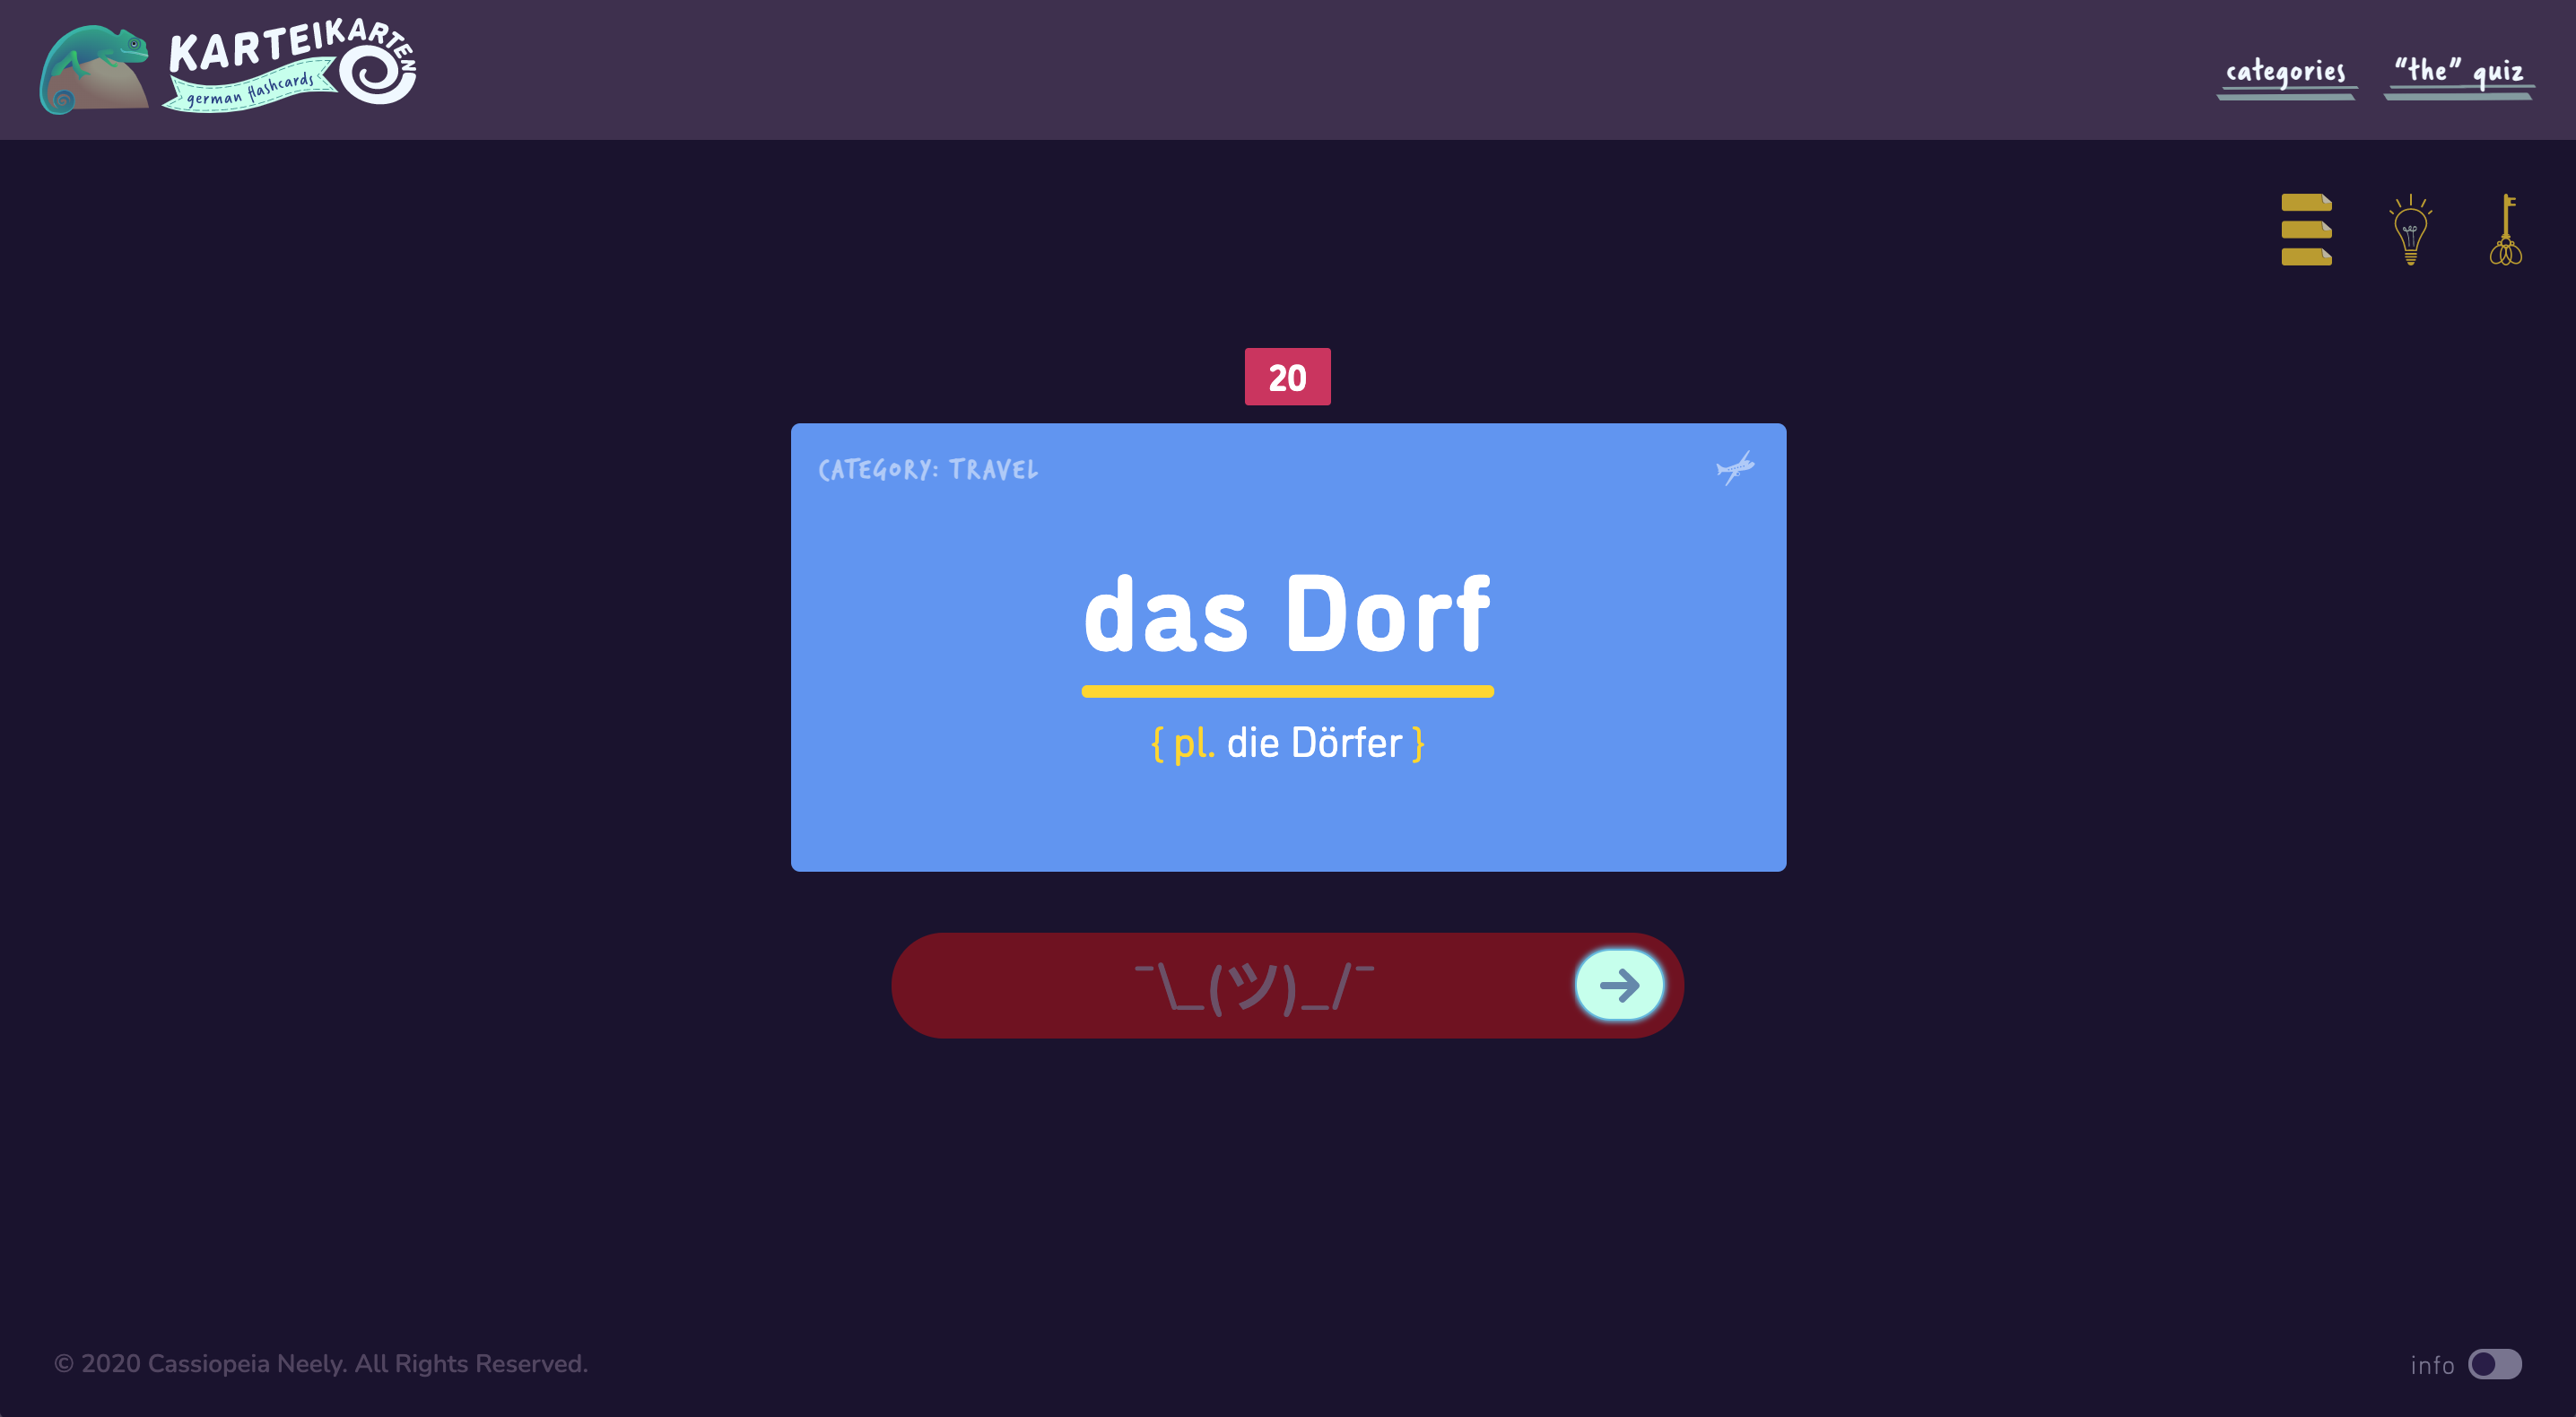 KARTEIKARTEN
german flashcards
categories
“the” quiz
20
CATEGORY: TRAVEL
das Dorf
{ pl. die Dörfer }
¯\_(ツ)_/¯
© 2020 Cassiopeia Neely. All Rights Reserved.
info